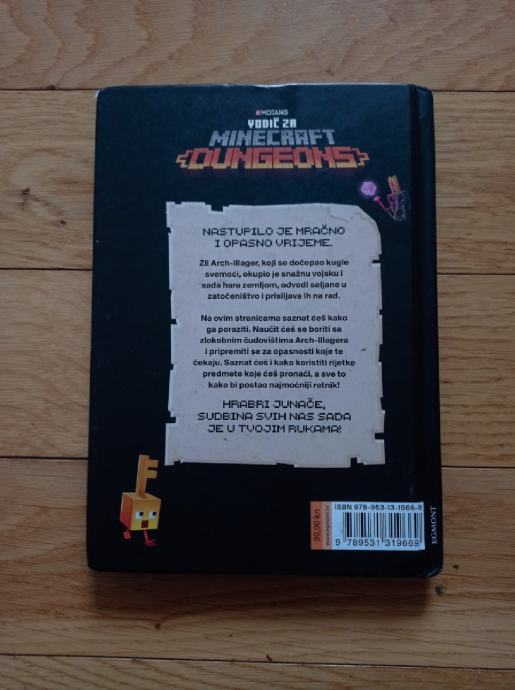 MOJANG
VODIČ ZA
MINECRAFT
DUNGEONS
NASTUPILO JE MRAČNO
I OPASNO VRIJEME.
Zli Arch-Illager, koji se dočepao kugle
svemoći, okupio je snažnu vojsku i
sada hara zemljom, odvodi seljane u
zatočeništvo i prisiljava ih na rad.
Na ovim stranicama saznat ćeš kako
ga poraziti. Naučit ćeš se boriti sa
zlokobnim čudovištima Arch-Illagera
i pripremiti se za opasnosti koje te
čekaju. Saznat ćeš i kako koristiti rijetke
predmete koje ćeš pronaći, a sve to
kako bi postao najmoćniji ratnik!
HRABRI JUNAČE,
SUDBINA SVIH NAS SADA
JE U TVOJIM RUKAMA!
ISBN 978-953-13-1966-9
99,90 kn
9 789531 319669
EGMONT